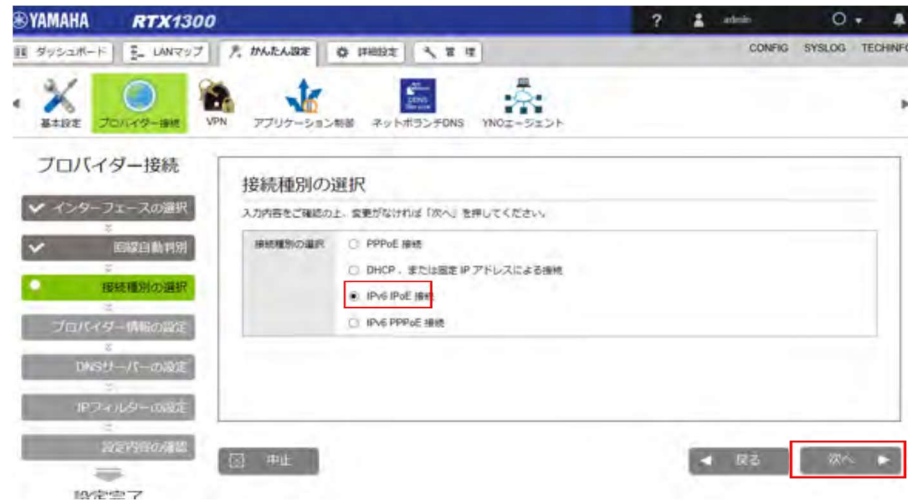 YAMAHA RTX1300 ? admin
ダッシュボード LANマップ かんたん設定 詳細設定 管理 CONFIG SYSLOG TECHINFO
基本設定 プロバイダー接続 VPN アプリケーション制御 ネットボランチDNS YNOエージェント
プロバイダー接続
インターフェースの選択
回線自動判別
接続種別の選択
プロバイダー情報の設定
DNSサーバーの設定
IPフィルターの設定
設定内容の確認
設定完了
接続種別の選択
入力内容をご確認の上、変更がなければ「次へ」を押してください。
接続種別の選択 PPPoE 接続
DHCP 、または固定 IP アドレスによる接続
IPv6 IPoE 接続
IPv6 PPPoE 接続
中止 戻る 次へ